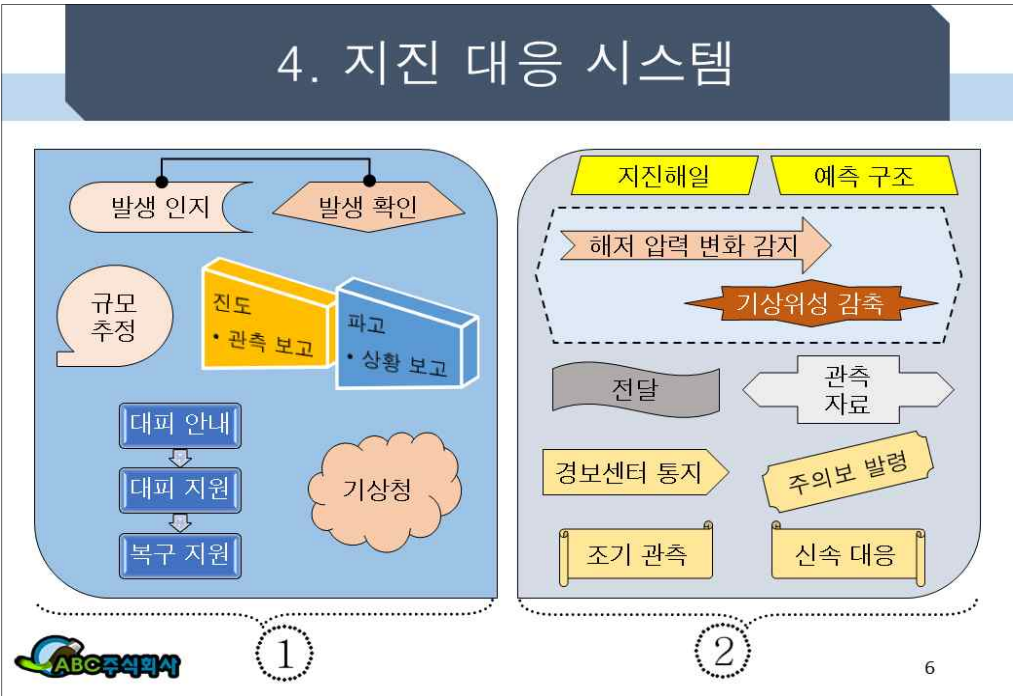 4. 지진 대응 시스템
발생 인지
발생 확인
규모
추정
진도
• 관측 보고
파고
• 상황 보고
대피 안내
대피 지원
복구 지원
기상청
①
지진해일
예측 구조
해저 압력 변화 감지
기상위성 감축
전달
관측
자료
경보센터 통지
주의보 발령
조기 관측
신속 대응
②
ABC주식회사
6